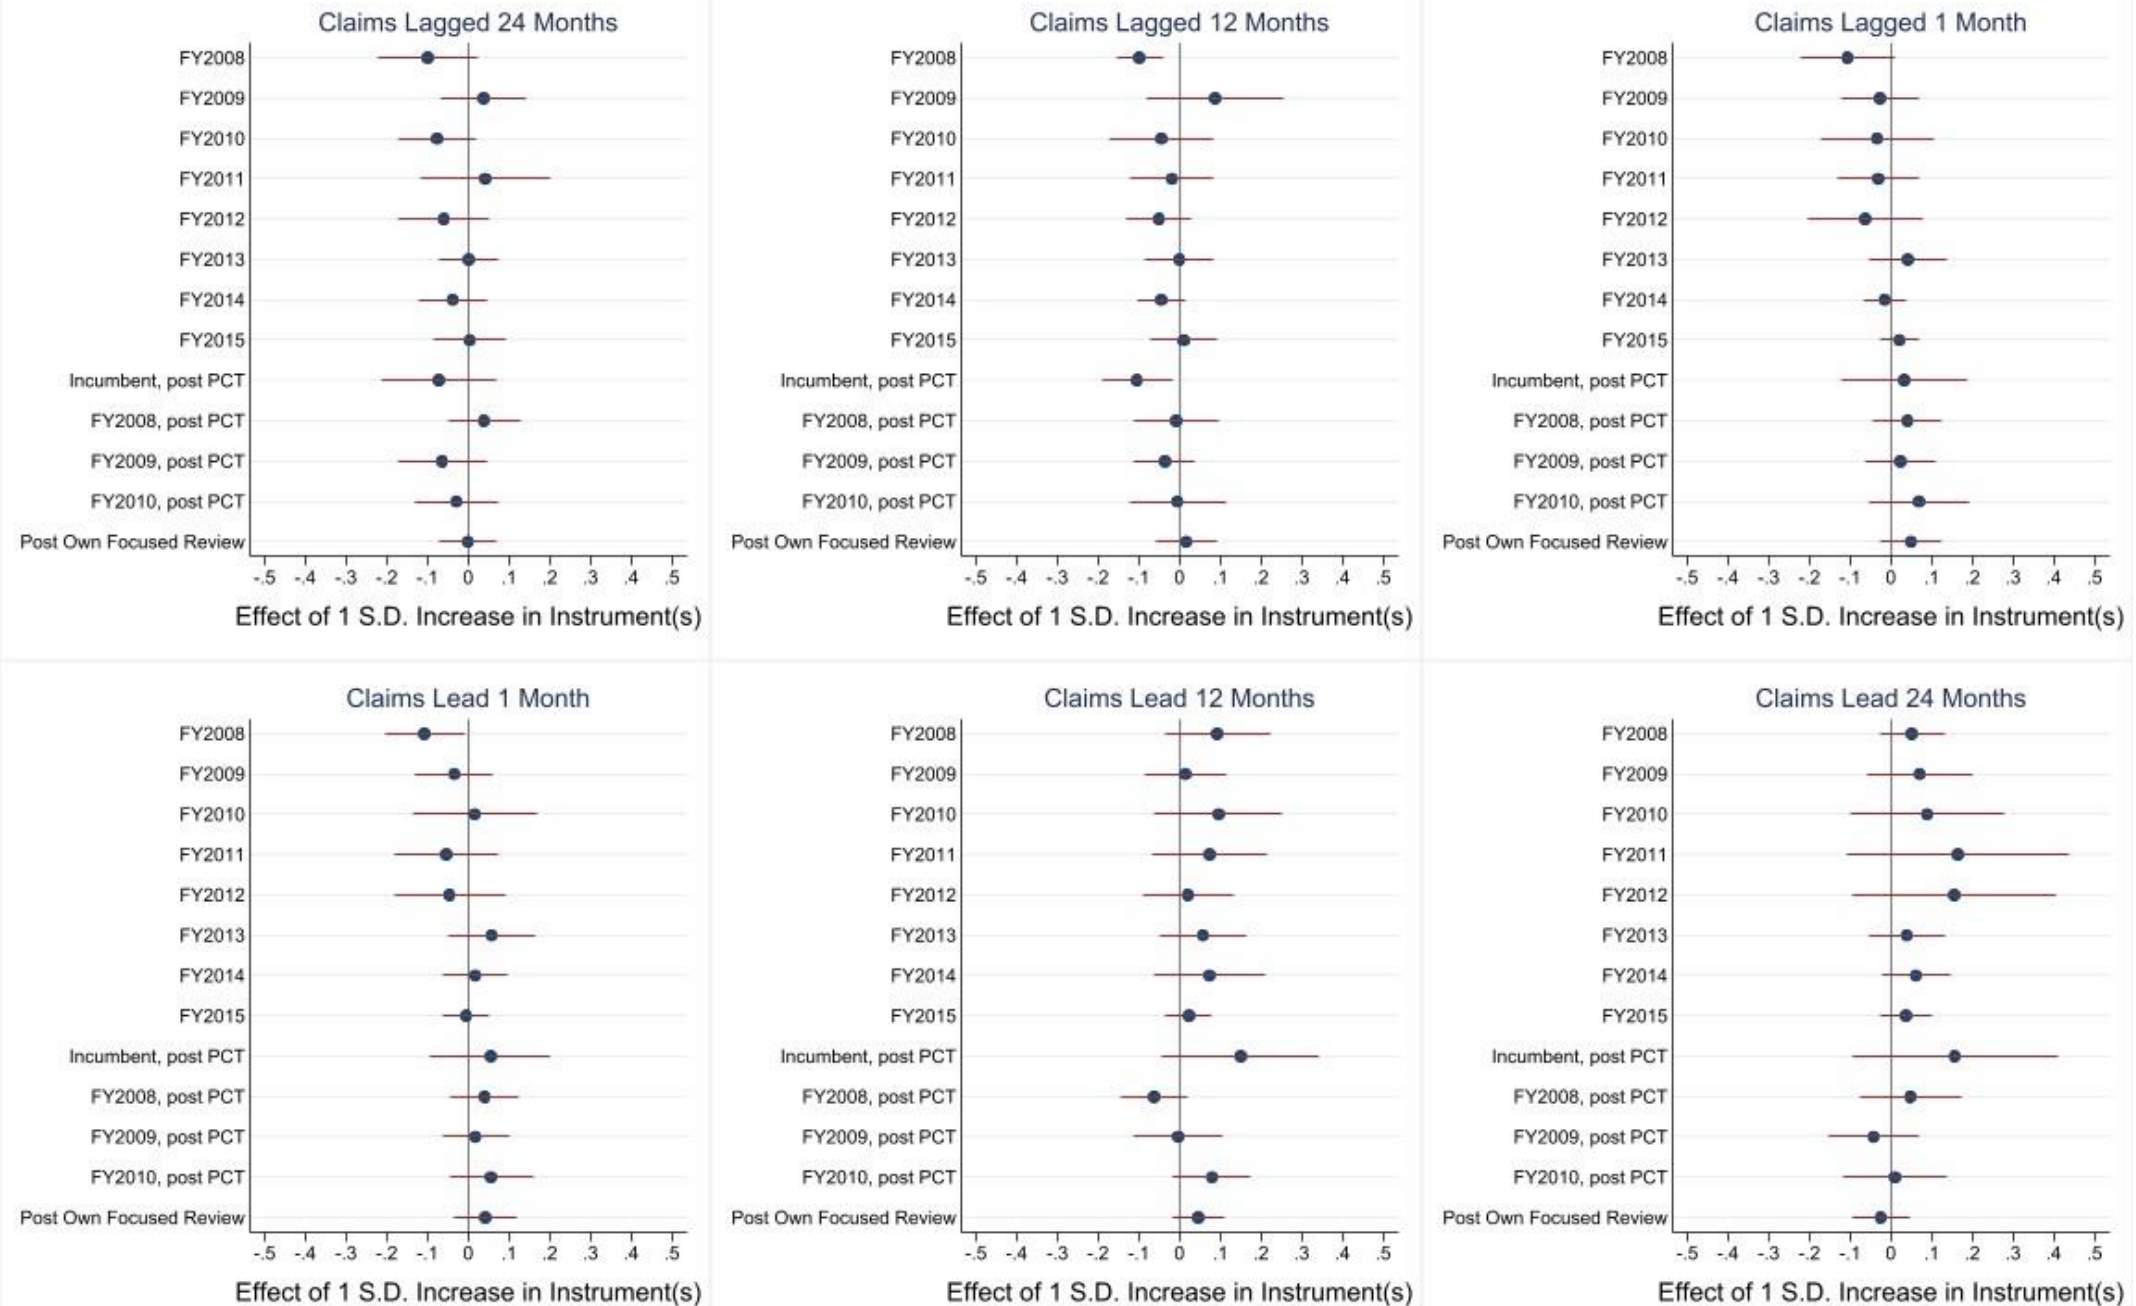 Claims Lagged 24 Months
FY2008
FY2009
FY2010
FY2011
FY2012
FY2013
FY2014
FY2015
Incumbent, post PCT
FY2008, post PCT
FY2009, post PCT
FY2010, post PCT
Post Own Focused Review
-.5 -.4 -.3 -.2 -.1 0 .1 .2 .3 .4 .5
Effect of 1 S.D. Increase in Instrument(s)
Claims Lagged 12 Months
FY2008
FY2009
FY2010
FY2011
FY2012
FY2013
FY2014
FY2015
Incumbent, post PCT
FY2008, post PCT
FY2009, post PCT
FY2010, post PCT
Post Own Focused Review
-.5 -.4 -.3 -.2 -.1 0 .1 .2 .3 .4 .5
Effect of 1 S.D. Increase in Instrument(s)
Claims Lagged 1 Month
FY2008
FY2009
FY2010
FY2011
FY2012
FY2013
FY2014
FY2015
Incumbent, post PCT
FY2008, post PCT
FY2009, post PCT
FY2010, post PCT
Post Own Focused Review
-.5 -.4 -.3 -.2 -.1 0 .1 .2 .3 .4 .5
Effect of 1 S.D. Increase in Instrument(s)
Claims Lead 1 Month
FY2008
FY2009
FY2010
FY2011
FY2012
FY2013
FY2014
FY2015
Incumbent, post PCT
FY2008, post PCT
FY2009, post PCT
FY2010, post PCT
Post Own Focused Review
-.5 -.4 -.3 -.2 -.1 0 .1 .2 .3 .4 .5
Effect of 1 S.D. Increase in Instrument(s)
Claims Lead 12 Months
FY2008
FY2009
FY2010
FY2011
FY2012
FY2013
FY2014
FY2015
Incumbent, post PCT
FY2008, post PCT
FY2009, post PCT
FY2010, post PCT
Post Own Focused Review
-.5 -.4 -.3 -.2 -.1 0 .1 .2 .3 .4 .5
Effect of 1 S.D. Increase in Instrument(s)
Claims Lead 24 Months
FY2008
FY2009
FY2010
FY2011
FY2012
FY2013
FY2014
FY2015
Incumbent, post PCT
FY2008, post PCT
FY2009, post PCT
FY2010, post PCT
Post Own Focused Review
-.5 -.4 -.3 -.2 -.1 0 .1 .2 .3 .4 .5
Effect of 1 S.D. Increase in Instrument(s)